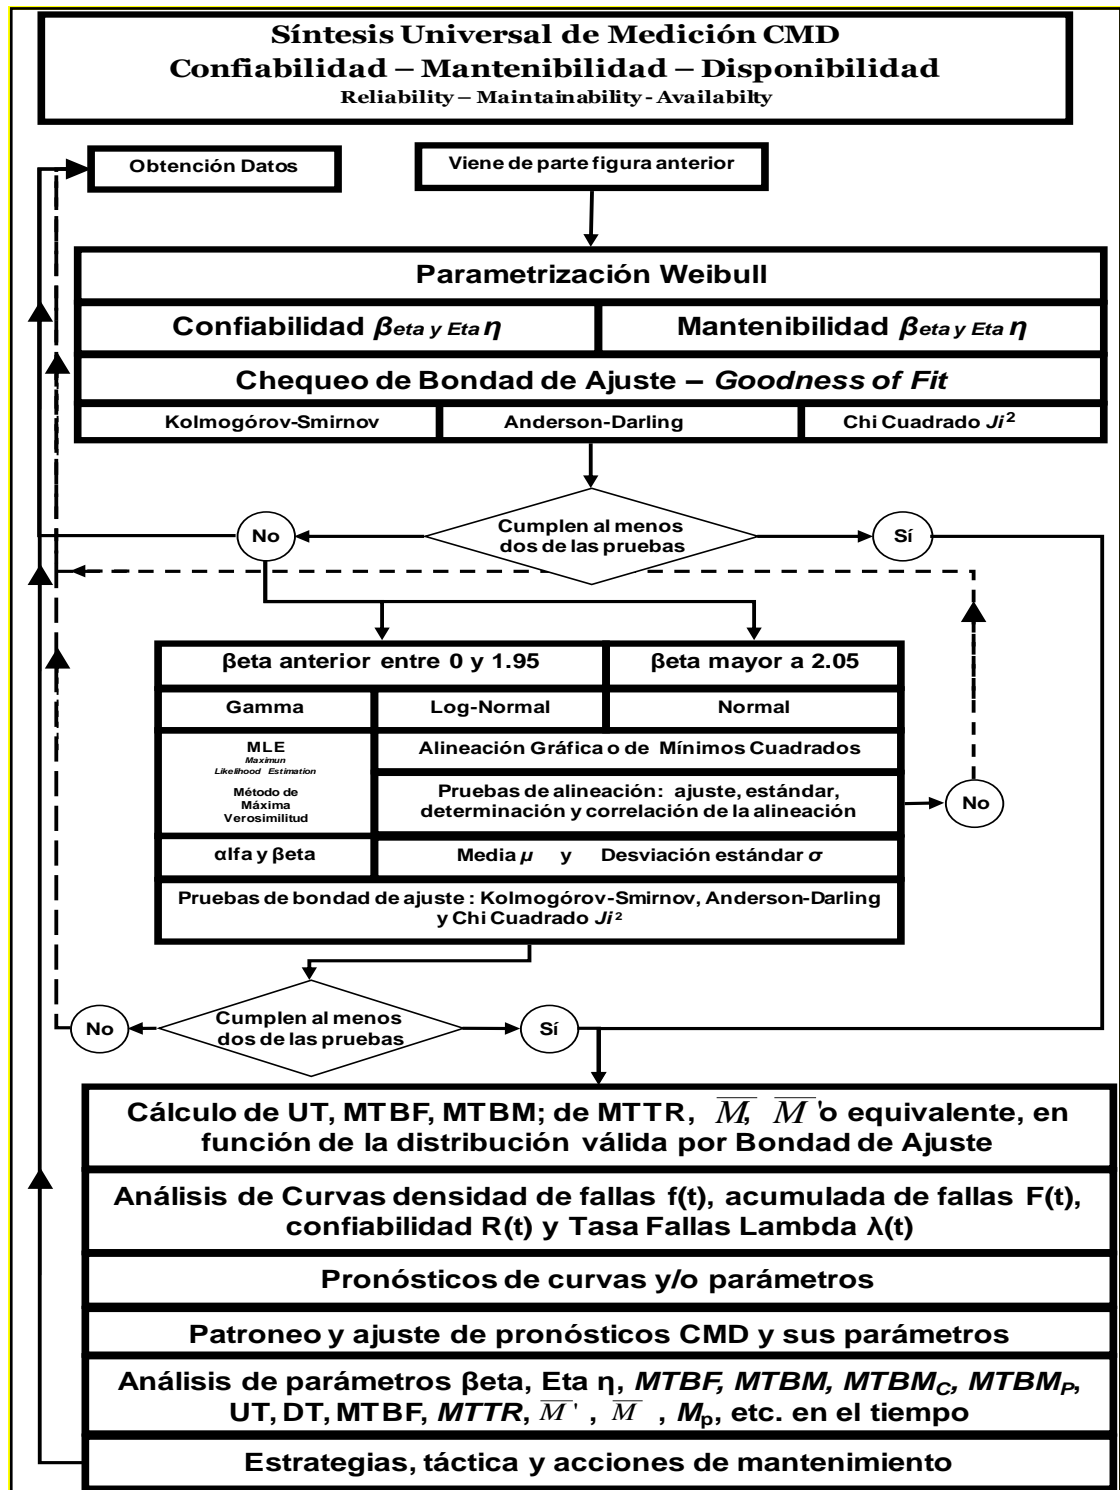 Síntesis Universal de Medición CMD
Confiabilidad – Mantenibilidad – Disponibilidad
Reliability – Maintainability - Availabilty
Obtención Datos
Viene de parte figura anterior
Parametrización Weibull
Confiabilidad βeta y Eta η
Mantenibilidad βeta y Eta η
Chequeo de Bondad de Ajuste – Goodness of Fit
Kolmogórov-Smirnov
Anderson-Darling
Chi Cuadrado Ji²
Cumplen al menos
dos de las pruebas
No
Sí
βeta anterior entre 0 y 1.95
βeta mayor a 2.05
Gamma
Log-Normal
Normal
MLE
Maximun
Likelihood Estimation
Método de
Máxima
Verosimilitud
Alineación Gráfica o de Mínimos Cuadrados
Pruebas de alineación: ajuste, estándar,
determinación y correlación de la alineación
No
αlfa y βeta
Media μ y Desviación estándar σ
Pruebas de bondad de ajuste : Kolmogórov-Smirnov, Anderson-Darling
y Chi Cuadrado Ji²
Cumplen al menos
dos de las pruebas
No
Sí
Cálculo de UT, MTBF, MTBM; de MTTR, M̅, M̅' o equivalente, en
función de la distribución válida por Bondad de Ajuste
Análisis de Curvas densidad de fallas f(t), acumulada de fallas F(t),
confiabilidad R(t) y Tasa Fallas Lambda λ(t)
Pronósticos de curvas y/o parámetros
Patroneo y ajuste de pronósticos CMD y sus parámetros
Análisis de parámetros βeta, Eta η, MTBF, MTBM, MTBM_C, MTBM_P,
UT, DT, MTBF, MTTR, M̅' , M̅ , Mp, etc. en el tiempo
Estrategias, táctica y acciones de mantenimiento